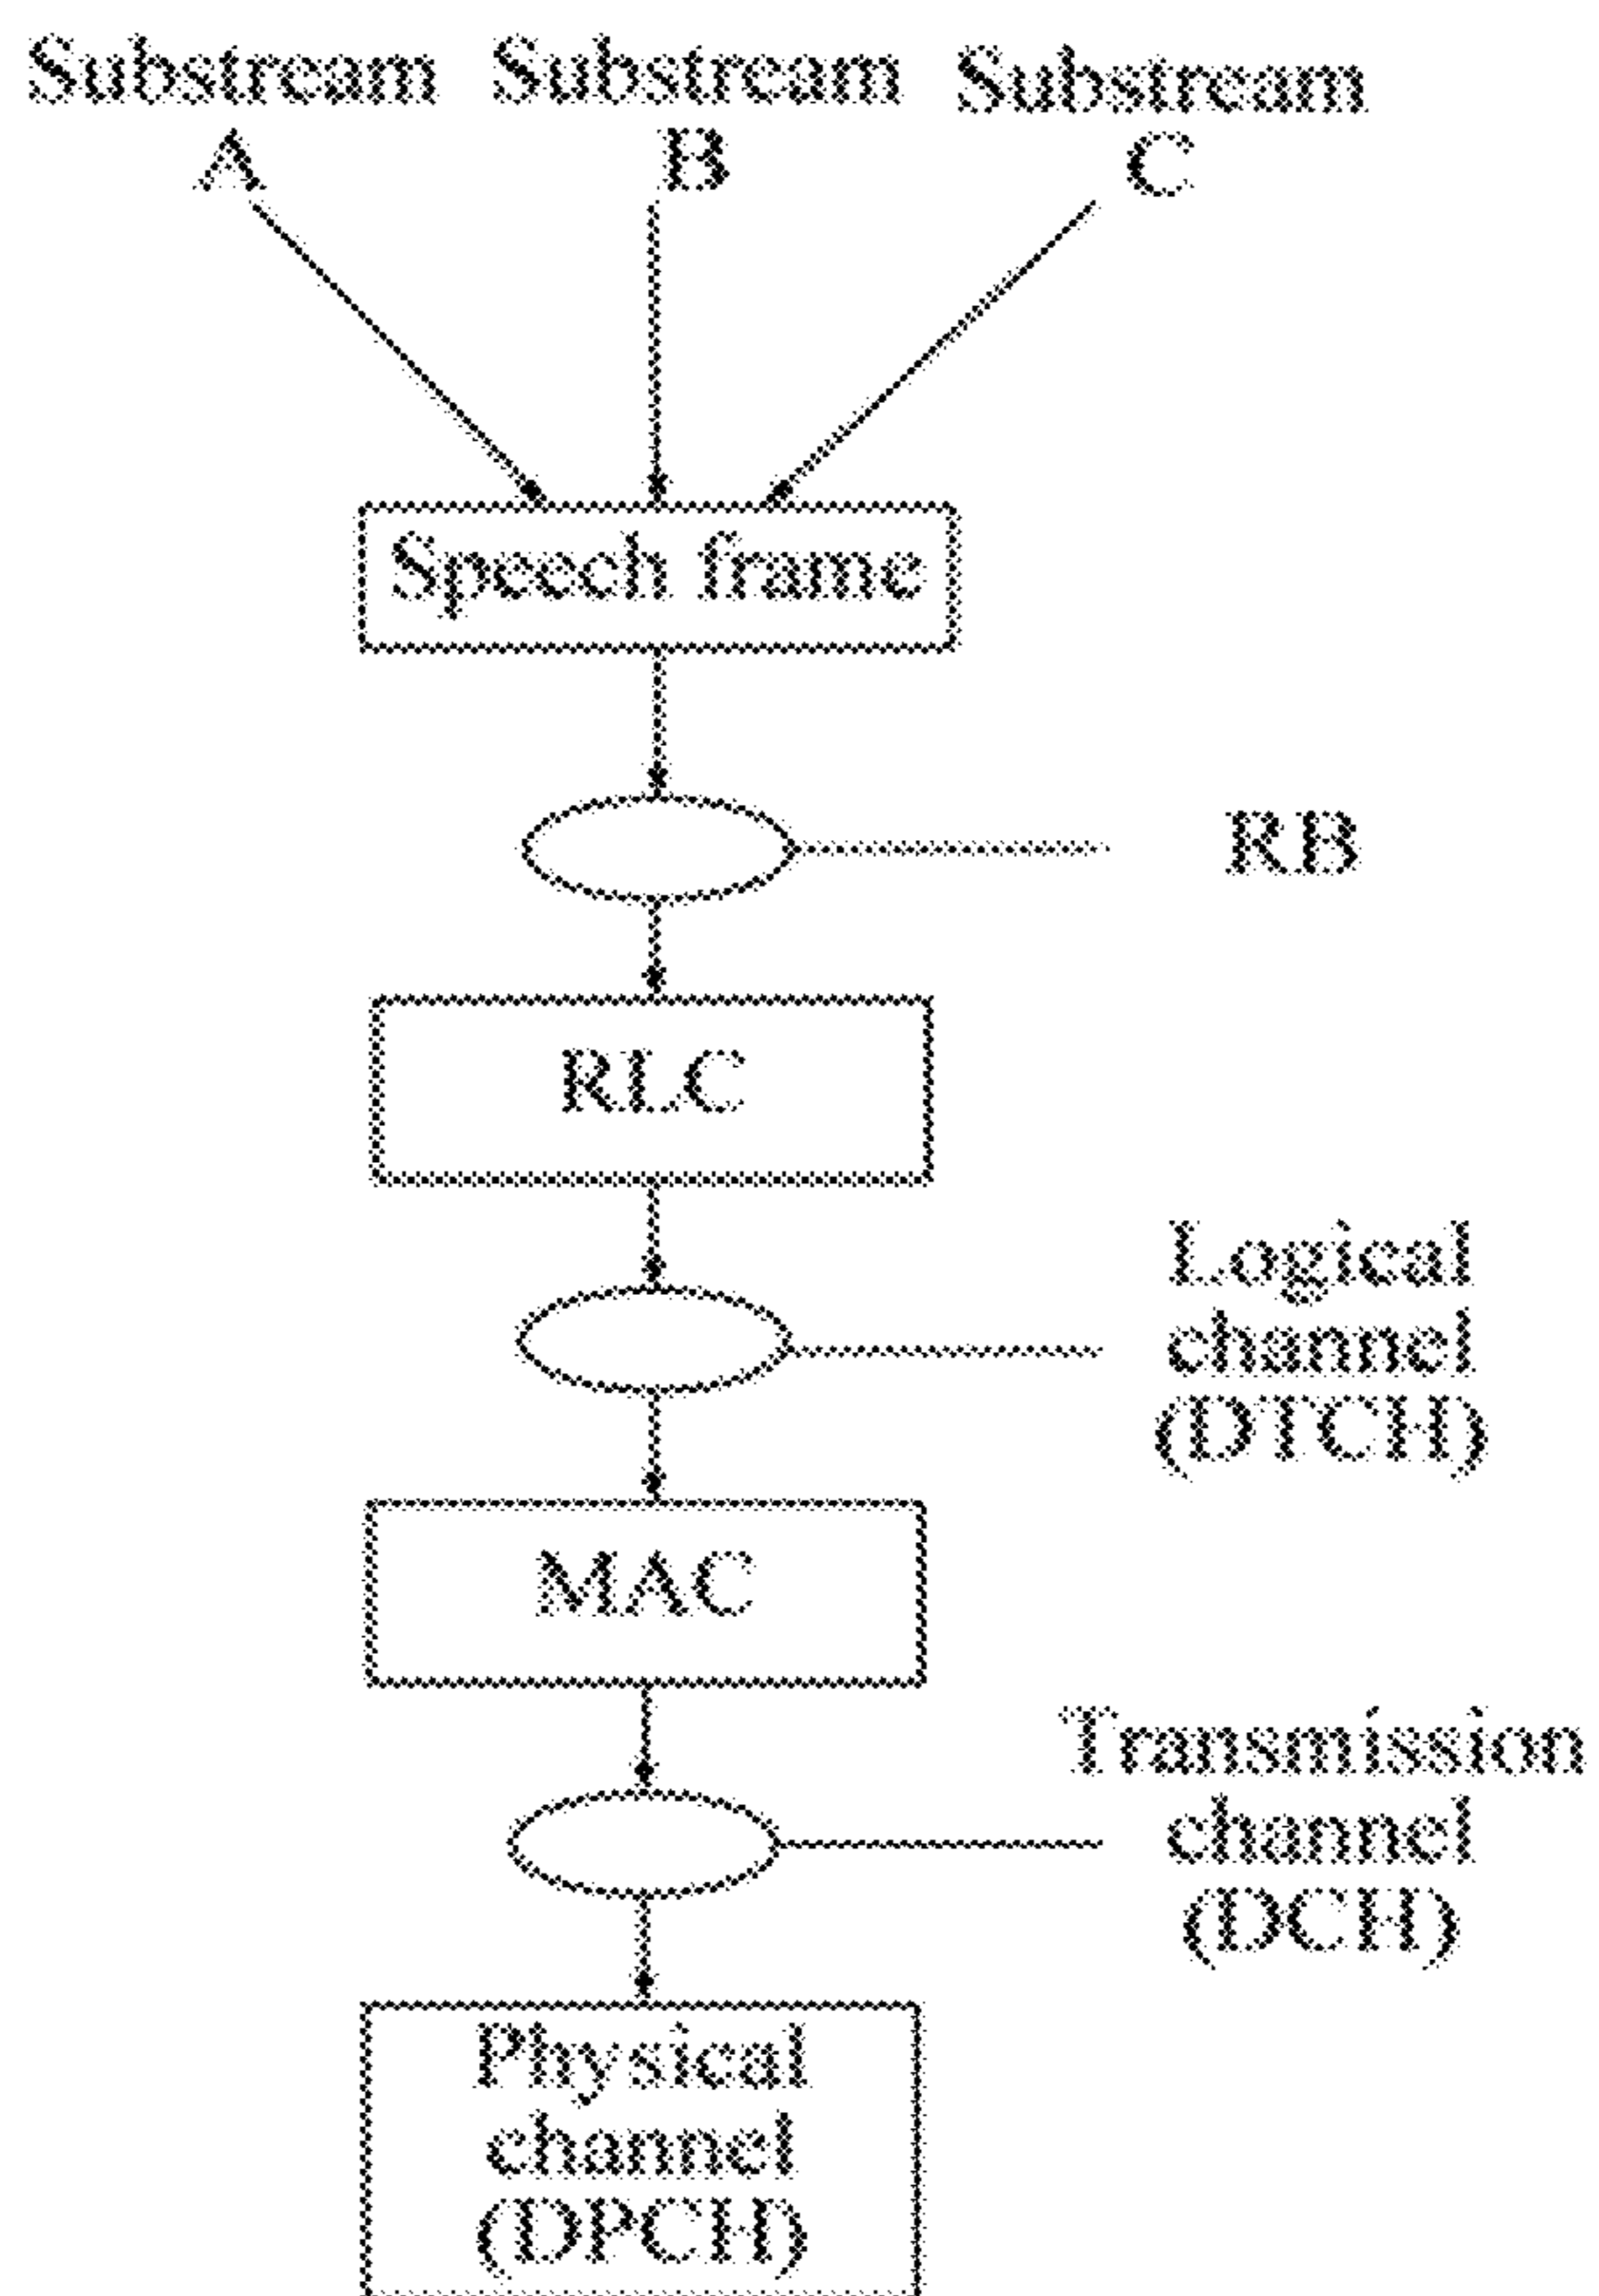 Substream Substream Substream
A B C
Speech frame
RB
RLC
Logical
channel
(DTCH)
MAC
Transmission
channel
(DCH)
Physical
channel
(DPCH)